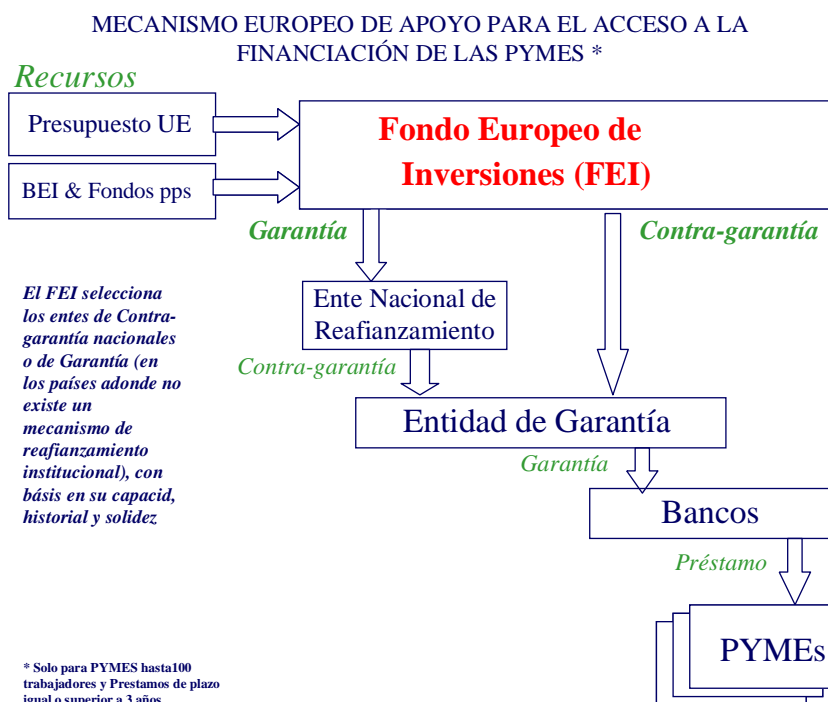 MECANISMO EUROPEO DE APOYO PARA EL ACCESO A LA
FINANCIACIÓN DE LAS PYMES *
Recursos
Presupuesto UE
Fondo Europeo de
Inversiones (FEI)
BEI & Fondos pps
Garantía
Contra-garantía
El FEI selecciona
los entes de Contra-
garantía nacionales
o de Garantía (en
los países adonde no
existe un
mecanismo de
reafianzamiento
institucional), con
básis en su capacid,
historial y solidez
Ente Nacional de
Reafianzamiento
Contra-garantía
Entidad de Garantía
Garantía
Bancos
Préstamo
PYMEs
* Solo para PYMES hasta100
trabajadores y Prestamos de plazo
igual o superior a 3 años